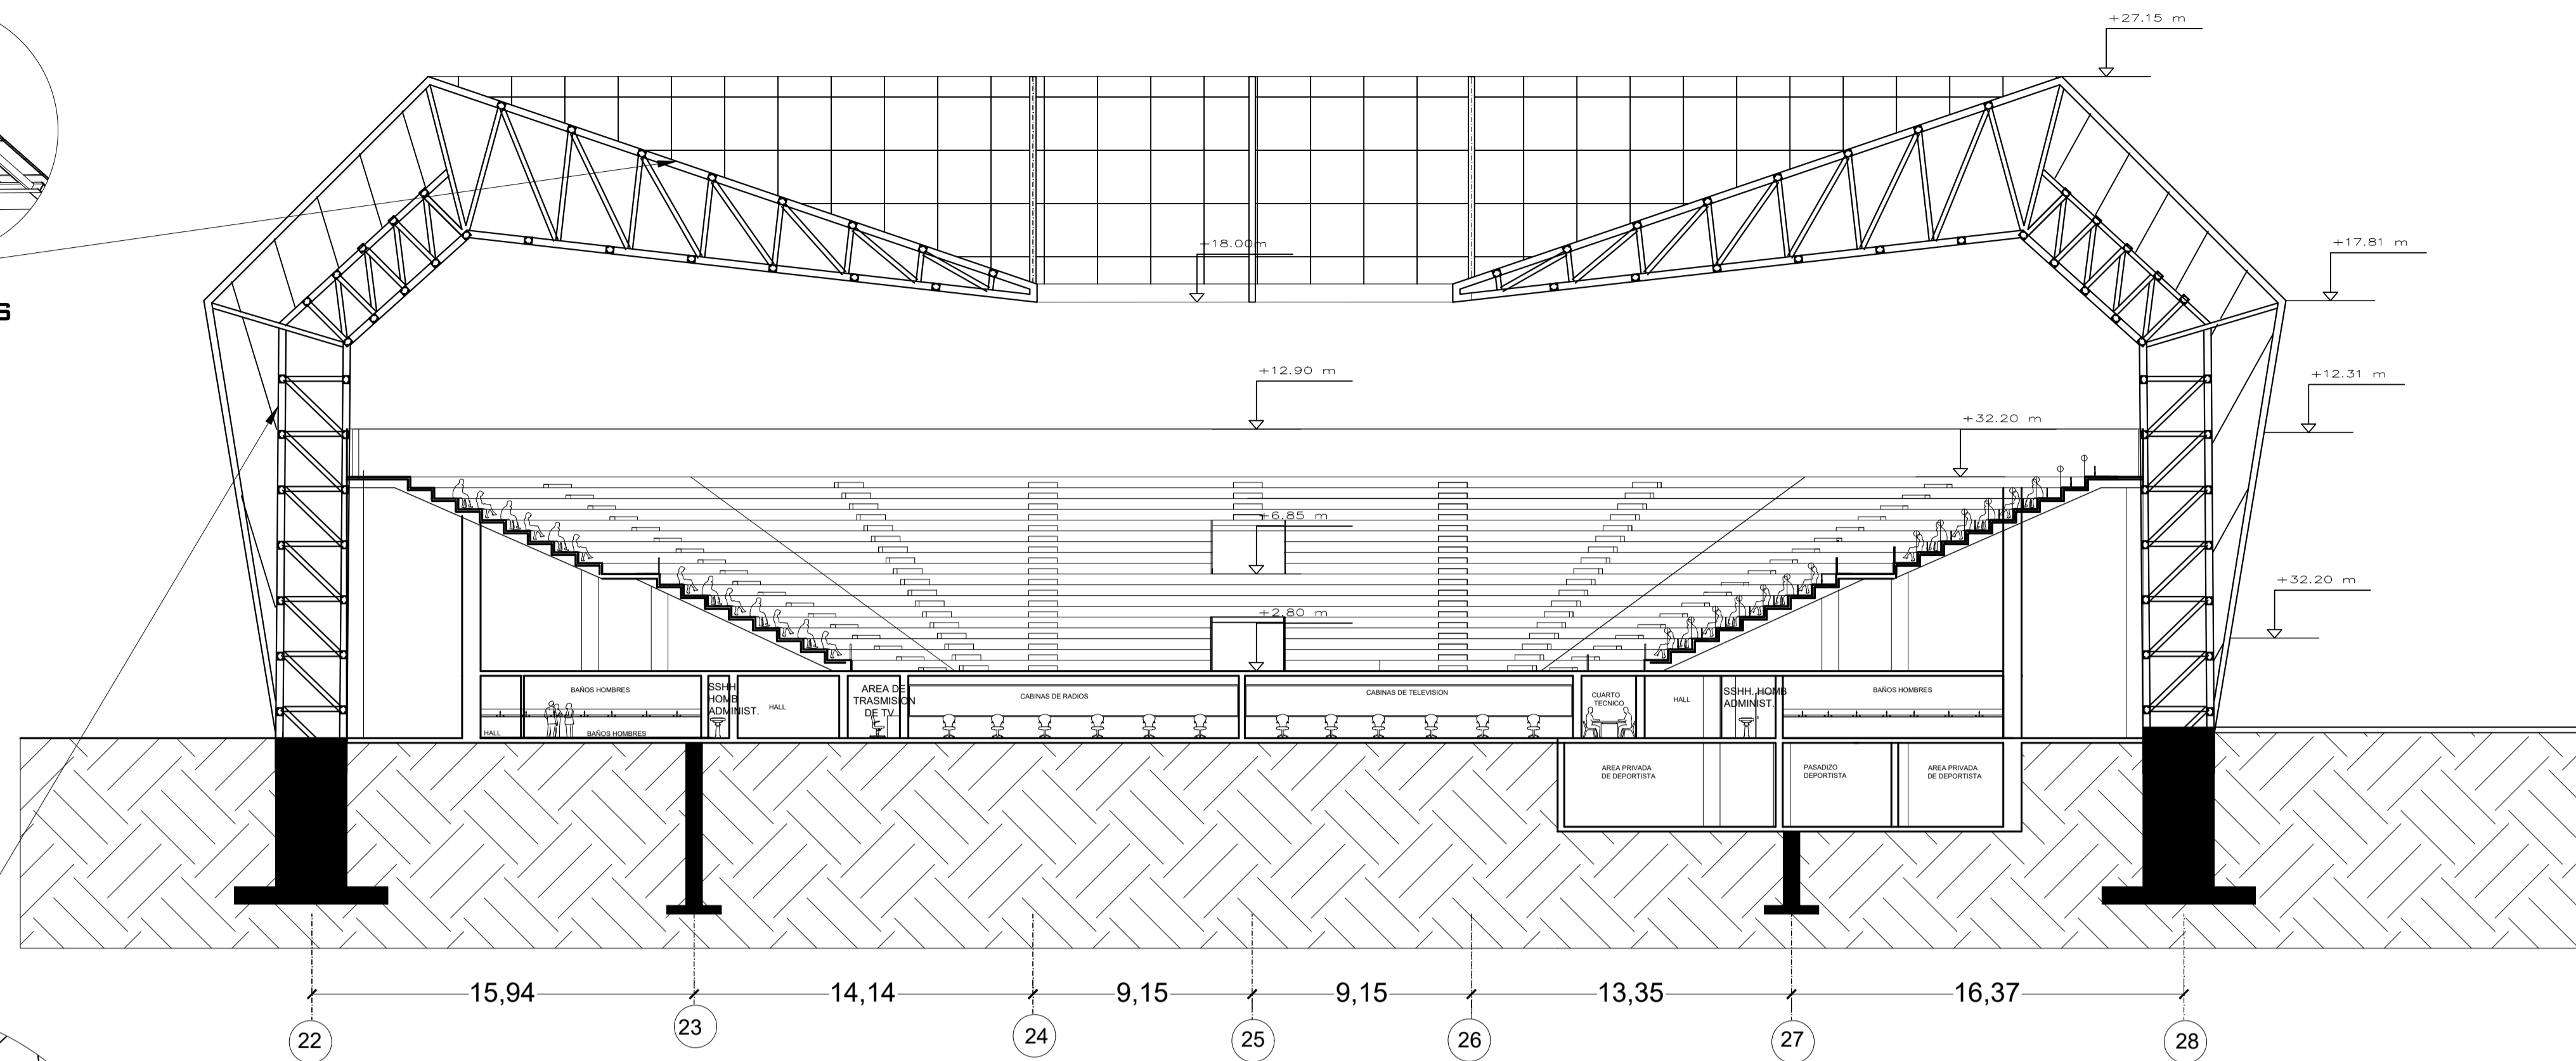 +27.15 m
+18.00m
+17.81 m
S
+12.90 m
+12.31 m
+32.20 m
+6.85 m
+32.20 m
+2.80 m
BAÑOS HOMBRES
HALL
BAÑOS HOMBRES
SSHH
HOMB
ADMINIST.
HALL
AREA DE
TRASMISION
DE TV
CABINAS DE RADIOS
CABINAS DE TELEVISION
CUARTO
TECNICO
HALL
SSHH. HOMB
ADMINIST.
BAÑOS HOMBRES
AREA PRIVADA
DE DEPORTISTA
PASADIZO
DEPORTISTA
AREA PRIVADA
DE DEPORTISTA
15,94
14,14
9,15
9,15
13,35
16,37
22
23
24
25
26
27
28